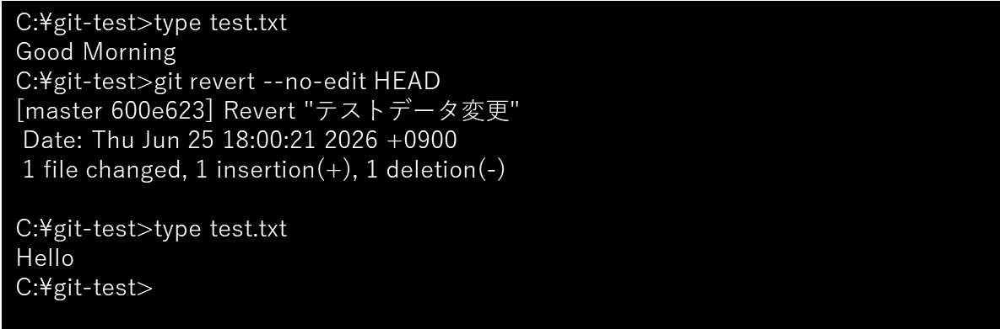 C:¥git-test>type test.txt
Good Morning
C:¥git-test>git revert --no-edit HEAD
[master 600e623] Revert "テストデータ変更"
Date: Thu Jun 25 18:00:21 2026 +0900
1 file changed, 1 insertion(+), 1 deletion(-)
C:¥git-test>type test.txt
Hello
C:¥git-test>